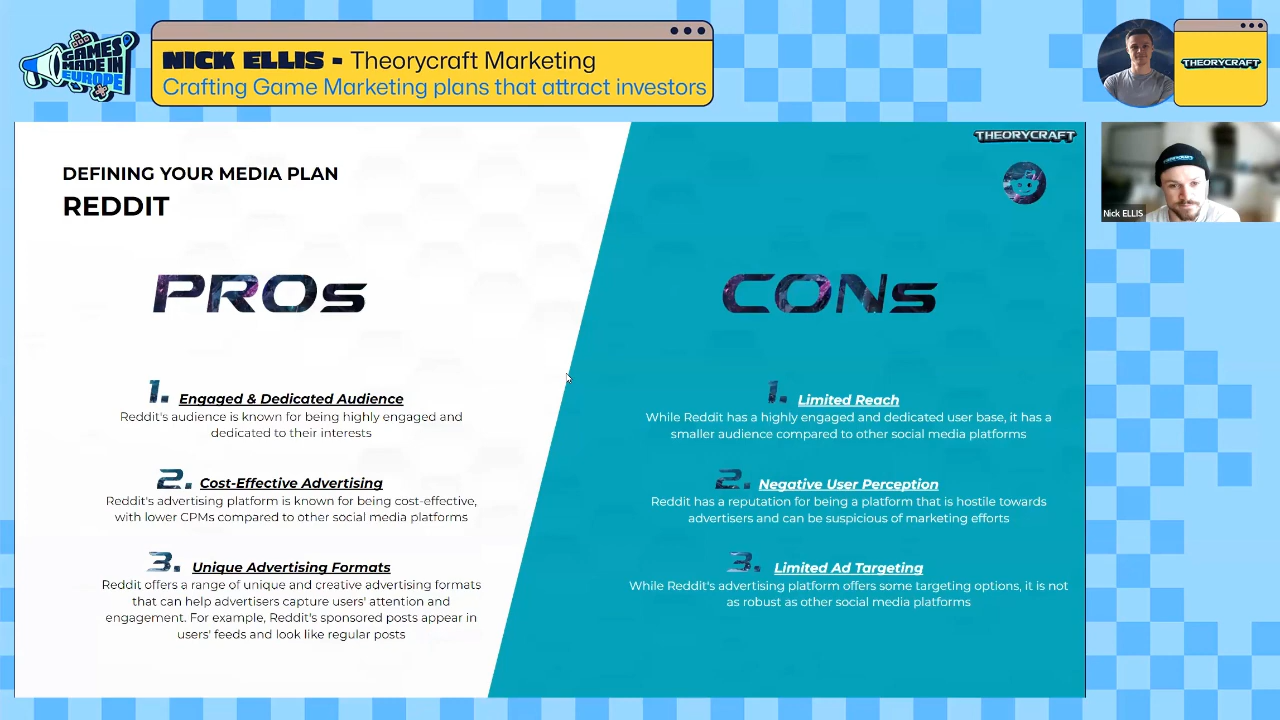 GAMES
MADE IN
EUROPE
NICK ELLIS - Theorycraft Marketing
Crafting Game Marketing plans that attract investors
THEORYCRAFT
THEORYCRAFT
DEFINING YOUR MEDIA PLAN
REDDIT
Nick ELLIS
PROs
CONs
1. Engaged & Dedicated Audience
Reddit's audience is known for being highly engaged and
dedicated to their interests
2. Cost-Effective Advertising
Reddit's advertising platform is known for being cost-effective,
with lower CPMs compared to other social media platforms
3. Unique Advertising Formats
Reddit offers a range of unique and creative advertising formats
that can help advertisers capture users' attention and
engagement. For example, Reddit's sponsored posts appear in
users' feeds and look like regular posts
1. Limited Reach
While Reddit has a highly engaged and dedicated user base, it has a
smaller audience compared to other social media platforms
2. Negative User Perception
Reddit has a reputation for being a platform that is hostile towards
advertisers and can be suspicious of marketing efforts
3. Limited Ad Targeting
While Reddit's advertising platform offers some targeting options, it is not
as robust as other social media platforms